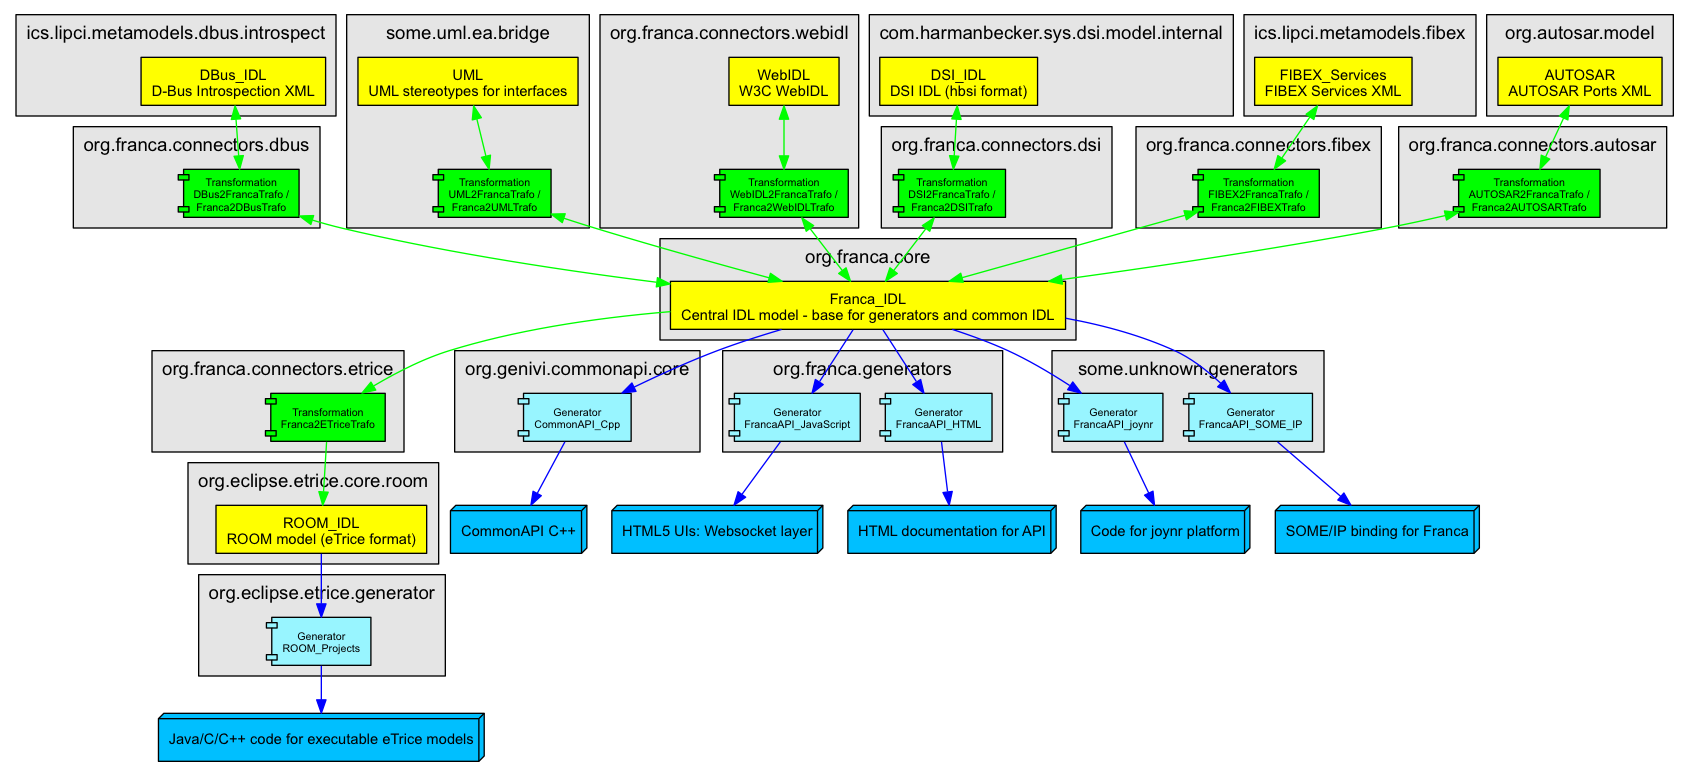 ics.lipci.metamodels.dbus.introspect
DBus_IDL
D-Bus Introspection XML
some.uml.ea.bridge
UML
UML stereotypes for interfaces
org.franca.connectors.webidl
WebIDL
W3C WebIDL
com.harmanbecker.sys.dsi.model.internal
DSI_IDL
DSI IDL (hbsi format)
ics.lipci.metamodels.fibex
FIBEX_Services
FIBEX Services XML
org.autosar.model
AUTOSAR
AUTOSAR Ports XML
org.franca.connectors.dbus
Transformation
DBus2FrancaTrafo /
Franca2DBusTrafo
Transformation
UML2FrancaTrafo /
Franca2UMLTrafo
Transformation
WebIDL2FrancaTrafo /
Franca2WebIDLTrafo
org.franca.connectors.dsi
Transformation
DSI2FrancaTrafo /
Franca2DSITrafo
org.franca.connectors.fibex
Transformation
FIBEX2FrancaTrafo /
Franca2FIBEXTrafo
org.franca.connectors.autosar
Transformation
AUTOSAR2FrancaTrafo /
Franca2AUTOSARTrafo
org.franca.core
Franca_IDL
Central IDL model - base for generators and common IDL
org.franca.connectors.etrice
Transformation
Franca2ETriceTrafo
org.genivi.commonapi.core
Generator
CommonAPI_Cpp
org.franca.generators
Generator
FrancaAPI_JavaScript
Generator
FrancaAPI_HTML
some.unknown.generators
Generator
FrancaAPI_joynr
Generator
FrancaAPI_SOME_IP
org.eclipse.etrice.core.room
ROOM_IDL
ROOM model (eTrice format)
CommonAPI C++
HTML5 UIs: Websocket layer
HTML documentation for API
Code for joynr platform
SOME/IP binding for Franca
org.eclipse.etrice.generator
Generator
ROOM_Projects
Java/C/C++ code for executable eTrice models